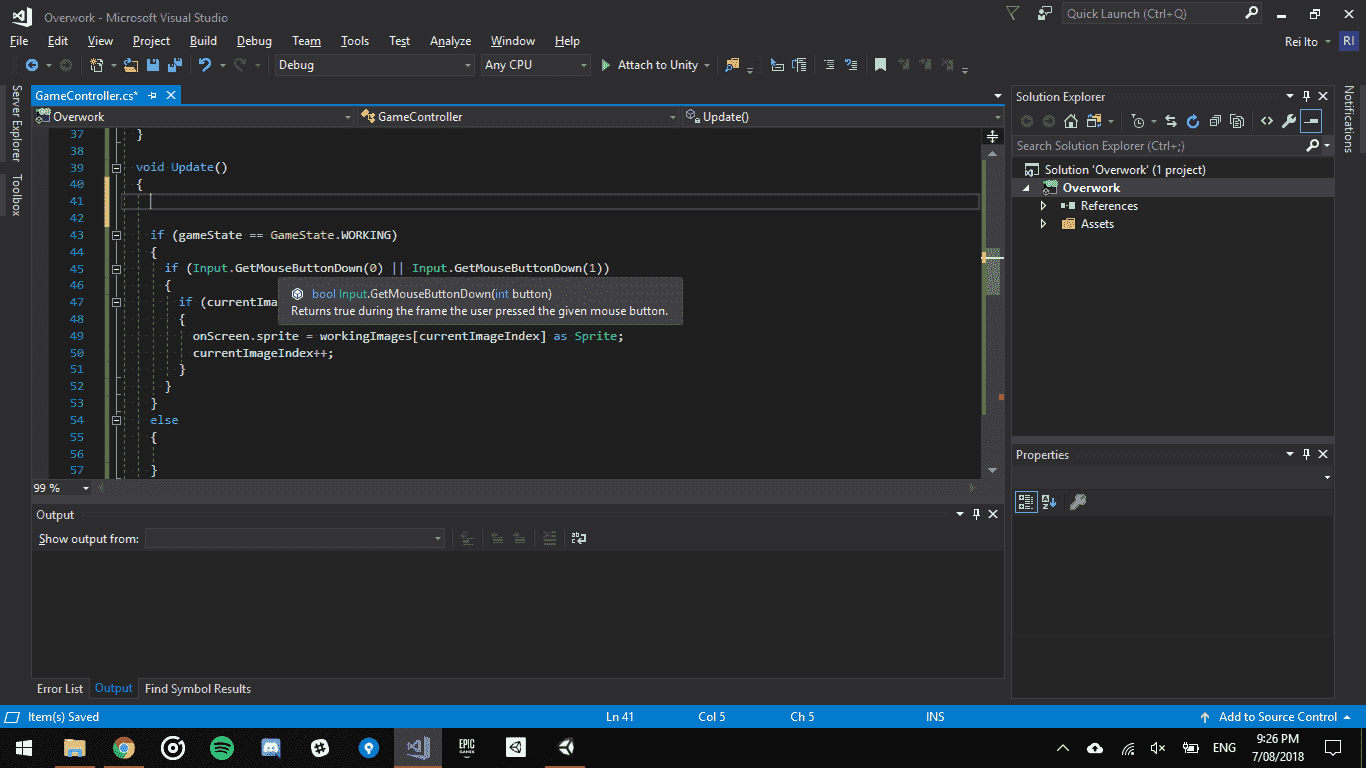 Overwork - Microsoft Visual Studio
Quick Launch (Ctrl+Q)
File Edit View Project Build Debug Team Tools Test Analyze Window Help
Rei Ito RI
Debug Any CPU Attach to Unity
Server Explorer
Toolbox
GameController.cs*
Overwork GameController Update()
37 }
38
39 void Update()
40 {
41
42
43 if (gameState == GameState.WORKING)
44 {
45 if (Input.GetMouseButtonDown(0) || Input.GetMouseButtonDown(1))
46 {
bool Input.GetMouseButtonDown(int button)
47 if (currentIma
Returns true during the frame the user pressed the given mouse button.
48 {
49 onScreen.sprite = workingImages[currentImageIndex] as Sprite;
50 currentImageIndex++;
51 }
52 }
53 }
54 else
55 {
56
57 }
99 %
Output
Show output from:
Error List Output Find Symbol Results
Solution Explorer
Search Solution Explorer (Ctrl+;)
Solution 'Overwork' (1 project)
Overwork
References
Assets
Properties
Notifications
Item(s) Saved Ln 41 Col 5 Ch 5 INS Add to Source Control
EPIC GAMES
ENG
9:26 PM
7/08/2018